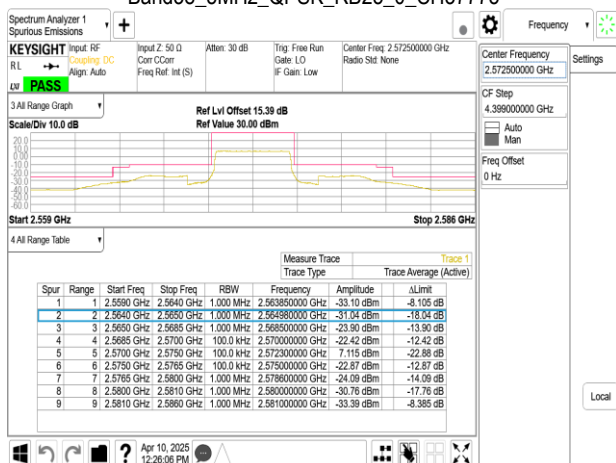 Spectrum Analyzer 1
Spurious Emissions
Frequency
KEYSIGHT Input: RF Input Z: 50 Ω Atten: 30 dB Trig: Free Run Center Freq: 2.572500000 GHz
RL Coupling: DC Corr CCorr Gate: LO Radio Std: None
Align: Auto Freq Ref: Int (S) IF Gain: Low
PASS
Center Frequency
2.572500000 GHz
Settings
CF Step
4.399000000 GHz
Auto
Man
Freq Offset
0 Hz
3 All Range Graph
Ref Lvl Offset 15.39 dB
Scale/Div 10.0 dB Ref Value 30.00 dBm
20.0
10.0
0.00
-10.0
-20.0
-30.0
-40.0
-50.0
-60.0
Start 2.559 GHz Stop 2.586 GHz
4 All Range Table
Measure Trace Trace 1
Trace Type Trace Average (Active)
Spur Range Start Freq Stop Freq RBW Frequency Amplitude ΔLimit
1 1 2.5590 GHz 2.5640 GHz 1.000 MHz 2.563850000 GHz -33.10 dBm -8.105 dB
2 2 2.5640 GHz 2.5650 GHz 1.000 MHz 2.564980000 GHz -31.04 dBm -18.04 dB
3 3 2.5650 GHz 2.5685 GHz 1.000 MHz 2.568500000 GHz -23.90 dBm -13.90 dB
4 4 2.5685 GHz 2.5700 GHz 100.0 kHz 2.570000000 GHz -22.42 dBm -12.42 dB
5 5 2.5700 GHz 2.5750 GHz 100.0 kHz 2.572300000 GHz 7.115 dBm -22.88 dB
6 6 2.5750 GHz 2.5765 GHz 100.0 kHz 2.575000000 GHz -22.87 dBm -12.87 dB
7 7 2.5765 GHz 2.5800 GHz 1.000 MHz 2.578600000 GHz -24.09 dBm -14.09 dB
8 8 2.5800 GHz 2.5810 GHz 1.000 MHz 2.580000000 GHz -30.76 dBm -17.76 dB
9 9 2.5810 GHz 2.5860 GHz 1.000 MHz 2.581000000 GHz -33.39 dBm -8.385 dB
Local
Apr 10, 2025
12:26:06 PM